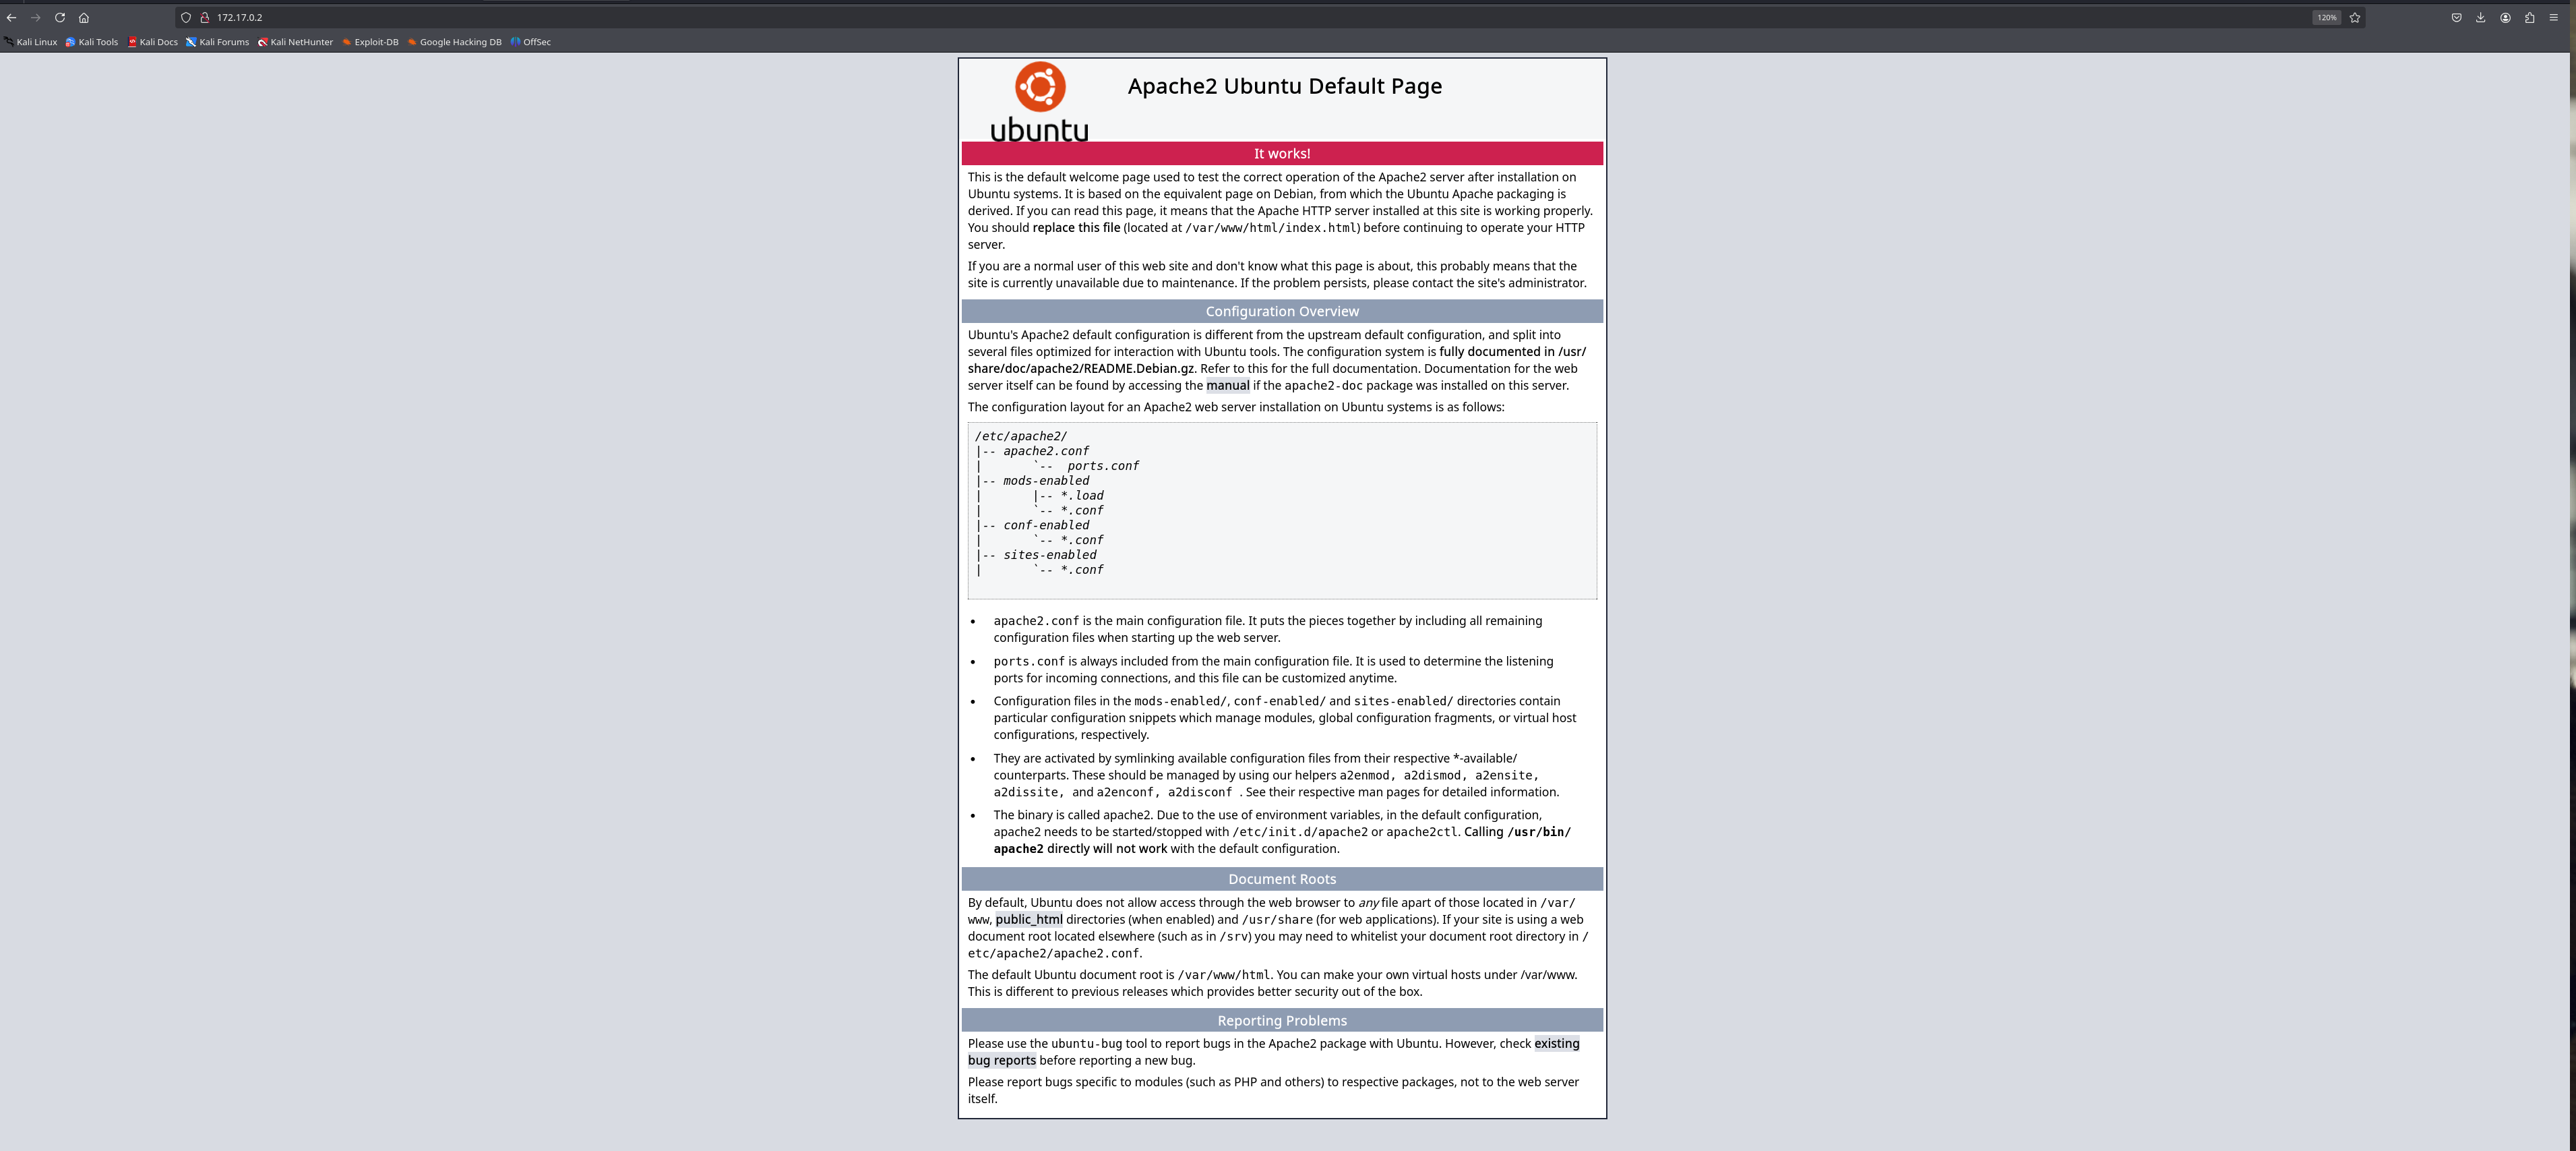 172.17.0.2
120%
Kali Linux Kali Tools Kali Docs Kali Forums Kali NetHunter Exploit-DB Google Hacking DB OffSec
Apache2 Ubuntu Default Page
ubuntu
It works!
This is the default welcome page used to test the correct operation of the Apache2 server after installation on
Ubuntu systems. It is based on the equivalent page on Debian, from which the Ubuntu Apache packaging is
derived. If you can read this page, it means that the Apache HTTP server installed at this site is working properly.
You should replace this file (located at /var/www/html/index.html) before continuing to operate your HTTP
server.
If you are a normal user of this web site and don't know what this page is about, this probably means that the
site is currently unavailable due to maintenance. If the problem persists, please contact the site's administrator.
Configuration Overview
Ubuntu's Apache2 default configuration is different from the upstream default configuration, and split into
several files optimized for interaction with Ubuntu tools. The configuration system is fully documented in /usr/
share/doc/apache2/README.Debian.gz. Refer to this for the full documentation. Documentation for the web
server itself can be found by accessing the manual if the apache2-doc package was installed on this server.
The configuration layout for an Apache2 web server installation on Ubuntu systems is as follows:
/etc/apache2/
|-- apache2.conf
|       `--  ports.conf
|-- mods-enabled
|       |-- *.load
|       `-- *.conf
|-- conf-enabled
|       `-- *.conf
|-- sites-enabled
|       `-- *.conf
• apache2.conf is the main configuration file. It puts the pieces together by including all remaining
configuration files when starting up the web server.
• ports.conf is always included from the main configuration file. It is used to determine the listening
ports for incoming connections, and this file can be customized anytime.
• Configuration files in the mods-enabled/, conf-enabled/ and sites-enabled/ directories contain
particular configuration snippets which manage modules, global configuration fragments, or virtual host
configurations, respectively.
• They are activated by symlinking available configuration files from their respective *-available/
counterparts. These should be managed by using our helpers a2enmod, a2dismod, a2ensite,
a2dissite, and a2enconf, a2disconf . See their respective man pages for detailed information.
• The binary is called apache2. Due to the use of environment variables, in the default configuration,
apache2 needs to be started/stopped with /etc/init.d/apache2 or apache2ctl. Calling /usr/bin/
apache2 directly will not work with the default configuration.
Document Roots
By default, Ubuntu does not allow access through the web browser to any file apart of those located in /var/
www, public_html directories (when enabled) and /usr/share (for web applications). If your site is using a web
document root located elsewhere (such as in /srv) you may need to whitelist your document root directory in /
etc/apache2/apache2.conf.
The default Ubuntu document root is /var/www/html. You can make your own virtual hosts under /var/www.
This is different to previous releases which provides better security out of the box.
Reporting Problems
Please use the ubuntu-bug tool to report bugs in the Apache2 package with Ubuntu. However, check existing
bug reports before reporting a new bug.
Please report bugs specific to modules (such as PHP and others) to respective packages, not to the web server
itself.